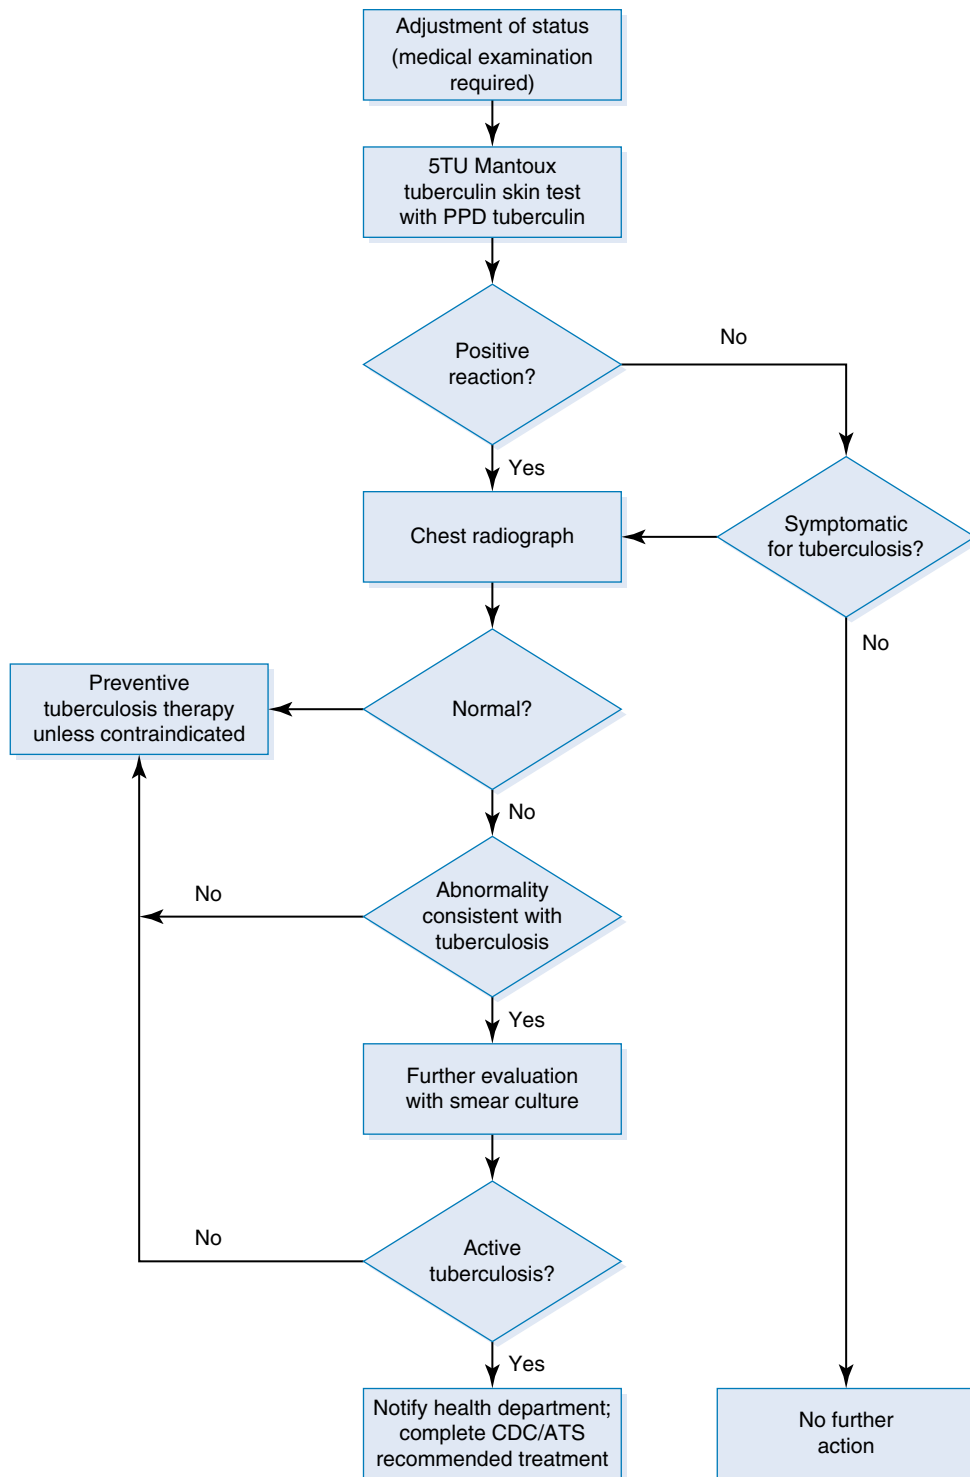 Adjustment of status
(medical examination
required)
5TU Mantoux
tuberculin skin test
with PPD tuberculin
Positive
reaction?
No
Yes
Chest radiograph
Symptomatic
for tuberculosis?
No
Preventive
tuberculosis therapy
unless contraindicated
Normal?
No
Abnormality
consistent with
tuberculosis
No
Yes
Further evaluation
with smear culture
No
Active
tuberculosis?
Yes
Notify health department;
complete CDC/ATS
recommended treatment
No further
action